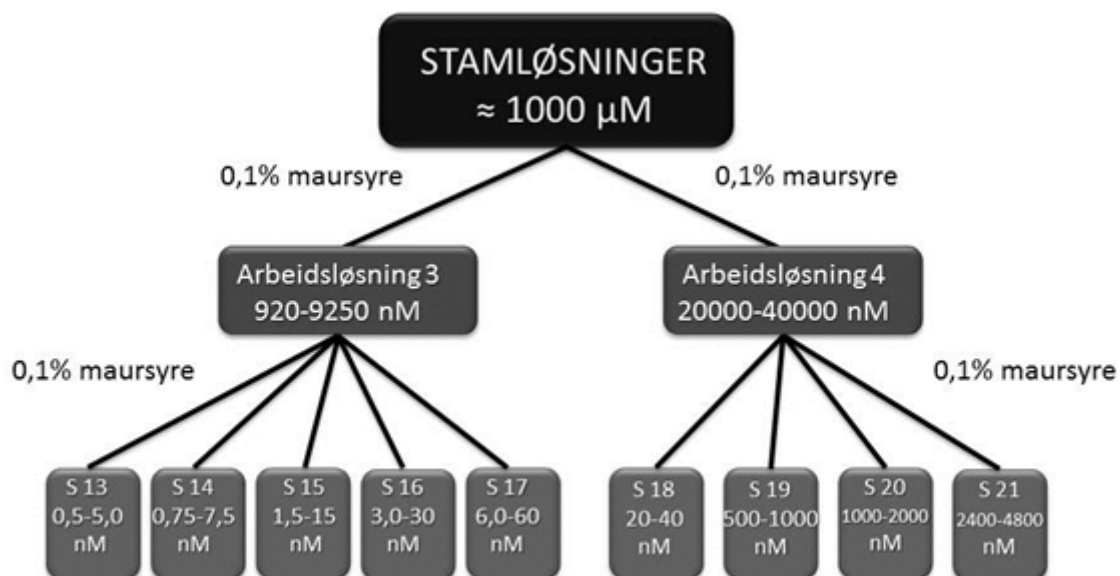 STAMLØSNINGER
≈ 1000 µM
0,1% maursyre
0,1% maursyre
Arbeidsløsning 3
920-9250 nM
Arbeidsløsning 4
20000-40000 nM
0,1% maursyre
0,1% maursyre
S 13
0,5-5,0
nM
S 14
0,75-7,5
nM
S 15
1,5-15
nM
S 16
3,0-30
nM
S 17
6,0-60
nM
S 18
20-40
nM
S 19
500-1000
nM
S 20
1000-2000
nM
S 21
2400-4800
nM